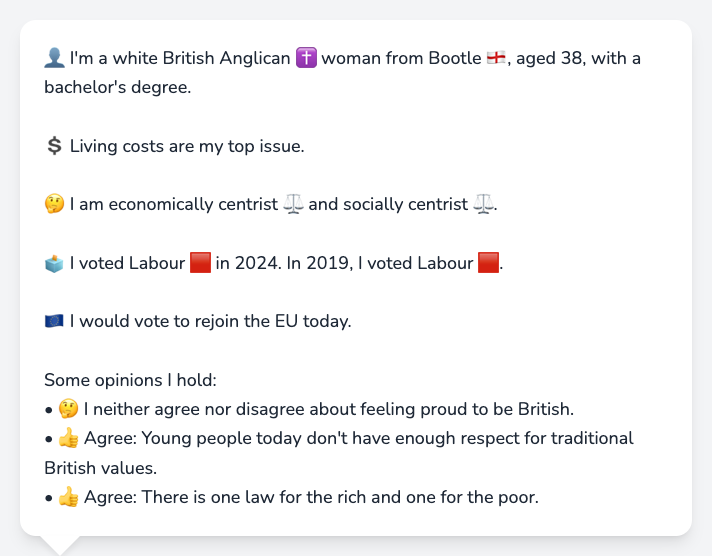 👤 I'm a white British Anglican ✝️ woman from Bootle 🏴󠁧󠁢󠁥󠁮󠁧󠁿, aged 38, with a
bachelor's degree.
💲 Living costs are my top issue.
🤔 I am economically centrist ⚖️ and socially centrist ⚖️.
🗳️ I voted Labour 🟥 in 2024. In 2019, I voted Labour 🟥.
🇪🇺 I would vote to rejoin the EU today.
Some opinions I hold:
• 🤔 I neither agree nor disagree about feeling proud to be British.
• 👍 Agree: Young people today don't have enough respect for traditional
British values.
• 👍 Agree: There is one law for the rich and one for the poor.